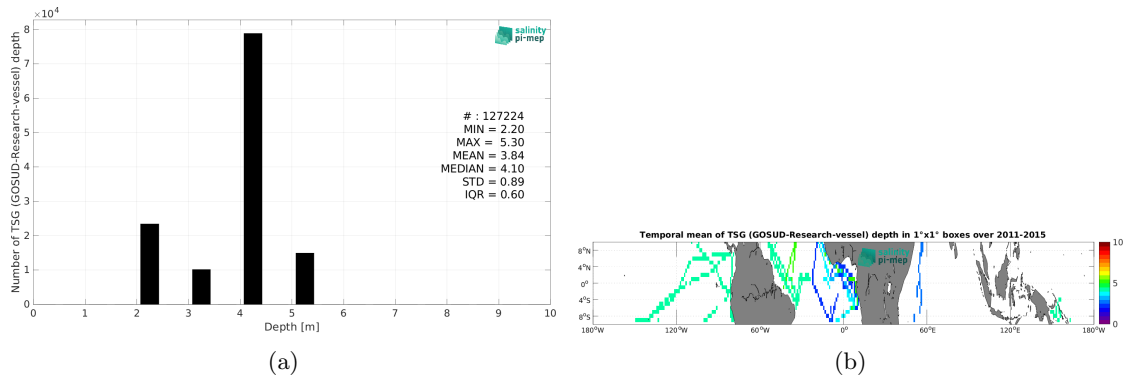 ×10⁴
8
7
6
5
4
3
2
1
0
Number of TSG (GOSUD-Research-vessel) depth
salinity
pi-mep
# : 127224
MIN = 2.20
MAX = 5.30
MEAN = 3.84
MEDIAN = 4.10
STD = 0.89
IQR = 0.60
0 1 2 3 4 5 6 7 8 9 10
Depth [m]
(a)
Temporal mean of TSG (GOSUD-Research-vessel) depth in 1°x1° boxes over 2011-2015
salinity
pi-mep
8°N
4°N
0°
4°S
8°S
180°W 120°W 60°W 0° 60°E 120°E 180°W
10
5
0
(b)